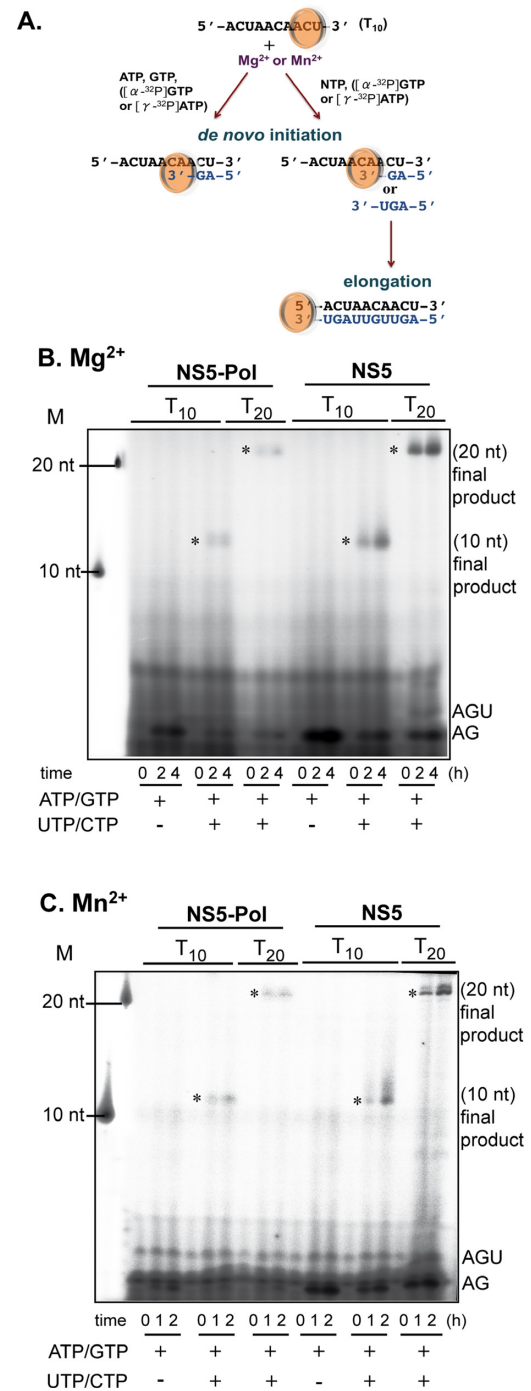 A.
5′-ACUAACAACU-3′ (T10)
+
Mg2+ or Mn2+
ATP, GTP,
([α-32P]GTP
or [γ-32P]ATP)
NTP, ([α-32P]GTP
or [γ-32P]ATP)
de novo initiation
5′-ACUAACAACU-3′
3′-GA-5′
5′-ACUAACAACU-3′
3′-GA-5′
or
3′-UGA-5′
elongation
5′-ACUAACAACU-3′
3′-UGAUUGUUGA-5′
B. Mg2+
NS5-Pol NS5
M T10 T20 T10 T20
20 nt
10 nt
* * * *
(20 nt)
final
product
(10 nt)
final
product
AGU
AG
time 0 2 4 0 2 4 0 2 4 0 2 4 0 2 4 0 2 4 (h)
ATP/GTP + + + + + +
UTP/CTP - + + - + +
C. Mn2+
NS5-Pol NS5
M T10 T20 T10 T20
20 nt
10 nt
* * * *
(20 nt)
final
product
(10 nt)
final
product
AGU
AG
time 0 1 2 0 1 2 0 1 2 0 1 2 0 1 2 0 1 2 (h)
ATP/GTP + + + + + +
UTP/CTP - + + - + +